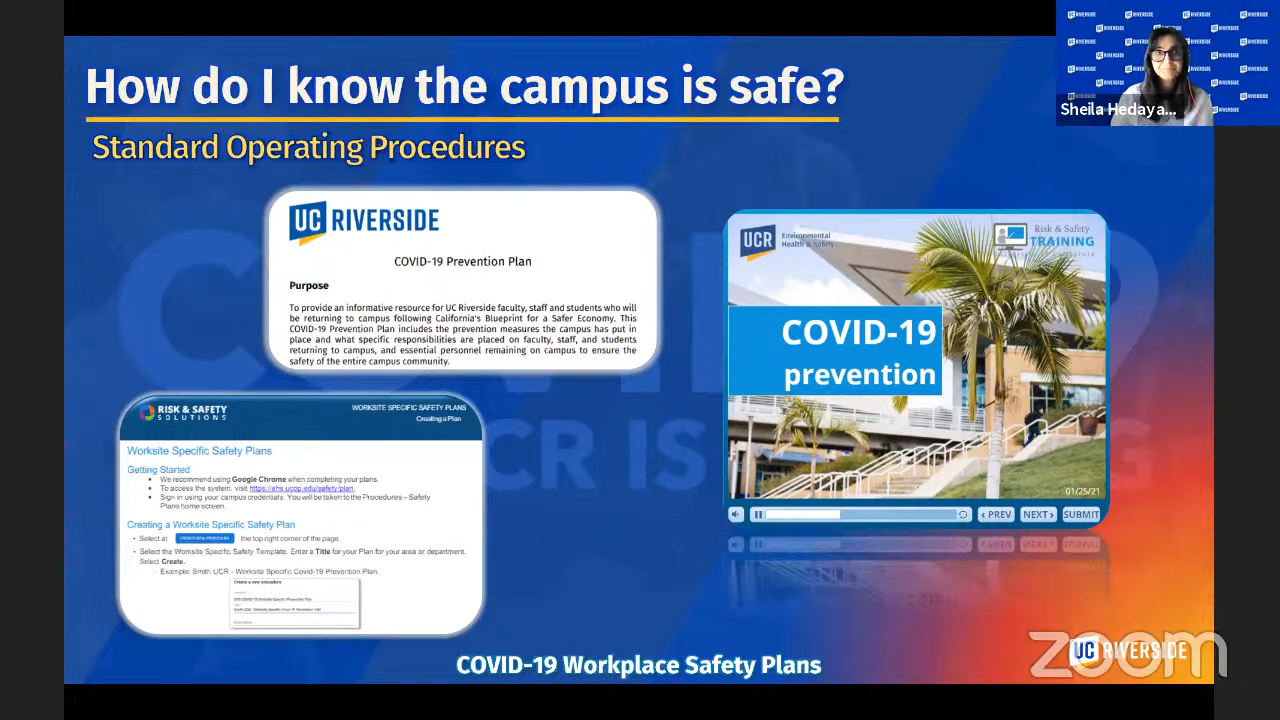 How do I know the campus is safe?
Standard Operating Procedures
Sheila Hedaya...
UC RIVERSIDE
COVID-19 Prevention Plan
Purpose
To provide an informative resource for UC Riverside faculty, staff and students who will
be returning to campus following California's Blueprint for a Safer Economy. This
COVID-19 Prevention Plan includes the prevention measures the campus has put in
place and what specific responsibilities are placed on faculty, staff, and students
returning to campus, and essential personnel remaining on campus to ensure the
safety of the entire campus community.
RISK & SAFETY
SOLUTIONS
WORKSITE SPECIFIC SAFETY PLANS
Creating a Plan
Worksite Specific Safety Plans
Getting Started
We recommend using Google Chrome when completing your plans.
To access the system, visit https://ehs.ucop.edu/safety/plan.
Sign in using your campus credentials. You will be taken to the Procedures – Safety
Plans home screen.
Creating a Worksite Specific Safety Plan
Select at CREATE NEW PROCEDURE the top right corner of the page.
Select the Worksite Specific Safety Template. Enter a Title for your Plan for your area or department.
Select Create.
Example: Smith UCR - Worksite Specific Covid-19 Prevention Plan.
Create a new procedure
UCR Environmental
Health & Safety
Risk & Safety
TRAINING
COVID-19
prevention
01/25/21
‹ PREV NEXT › SUBMIT
COVID-19 Workplace Safety Plans
UC RIVERSIDE
zoom